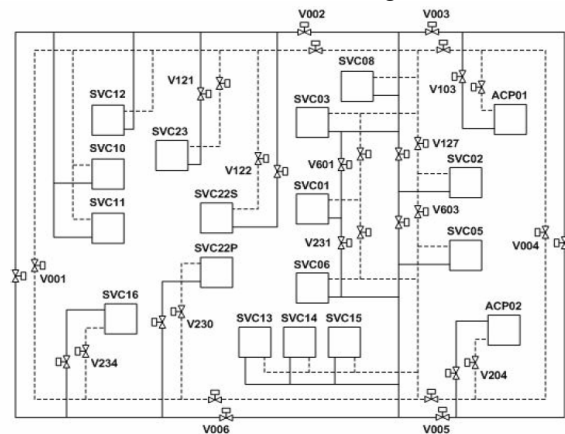 V002
V003
SVC08
SVC12
V121
V103
ACP01
SVC03
SVC23
V127
SVC10
V122
V601
SVC02
SVC01
SVC11
SVC22S
V603
V231
SVC05
SVC22P
V004
V001
SVC06
SVC16
ACP02
V230
SVC13
SVC14
SVC15
V234
V204
V006
V005